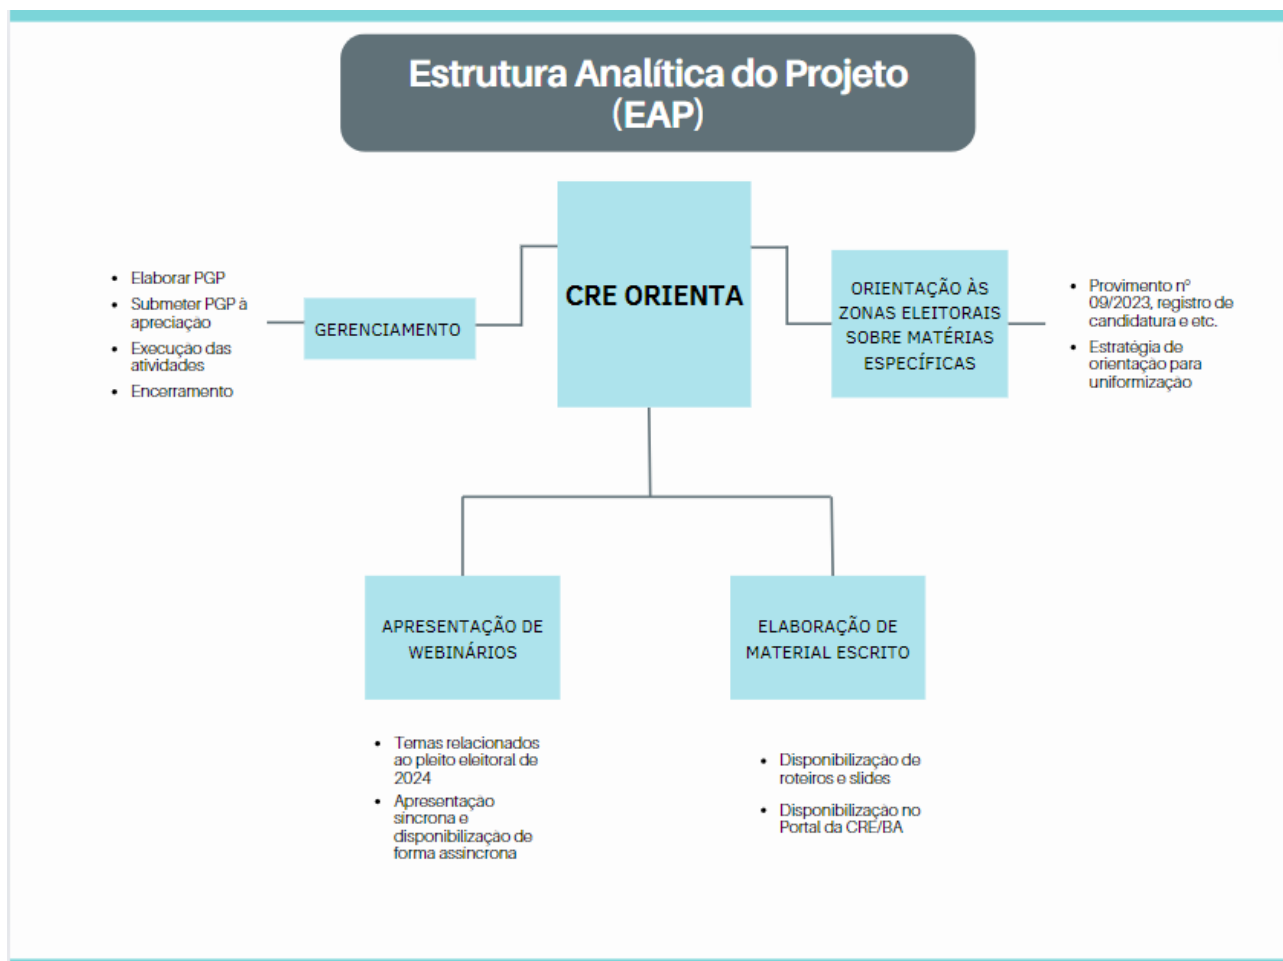 Estrutura Analítica do Projeto
(EAP)
CRE ORIENTA
• Elaborar PGP
• Submeter PGP à
apreciação
• Execução das
atividades
• Encerramento
GERENCIAMENTO
ORIENTAÇÃO ÀS
ZONAS ELEITORAIS
SOBRE MATÉRIAS
ESPECÍFICAS
• Provimento nº
09/2023, registro de
candidatura e etc.
• Estratégia de
orientação para
uniformização
APRESENTAÇÃO DE
WEBINÁRIOS
• Temas relacionados
ao pleito eleitoral de
2024
• Apresentação
síncrona e
disponibilização de
forma assíncrona
ELABORAÇÃO DE
MATERIAL ESCRITO
• Disponibilização de
roteiros e slides
• Disponibilização no
Portal da CRE/BA